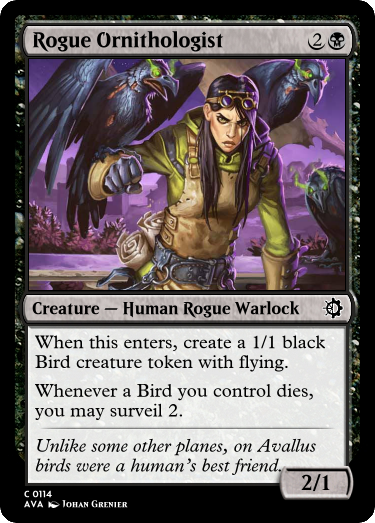 Rogue Ornithologist 2
Creature — Human Rogue Warlock
When this enters, create a 1/1 black
Bird creature token with flying.
Whenever a Bird you control dies,
you may surveil 2.
Unlike some other planes, on Avallus
birds were a human's best friend.
2/1
C 0114
AVA Johan Grenier